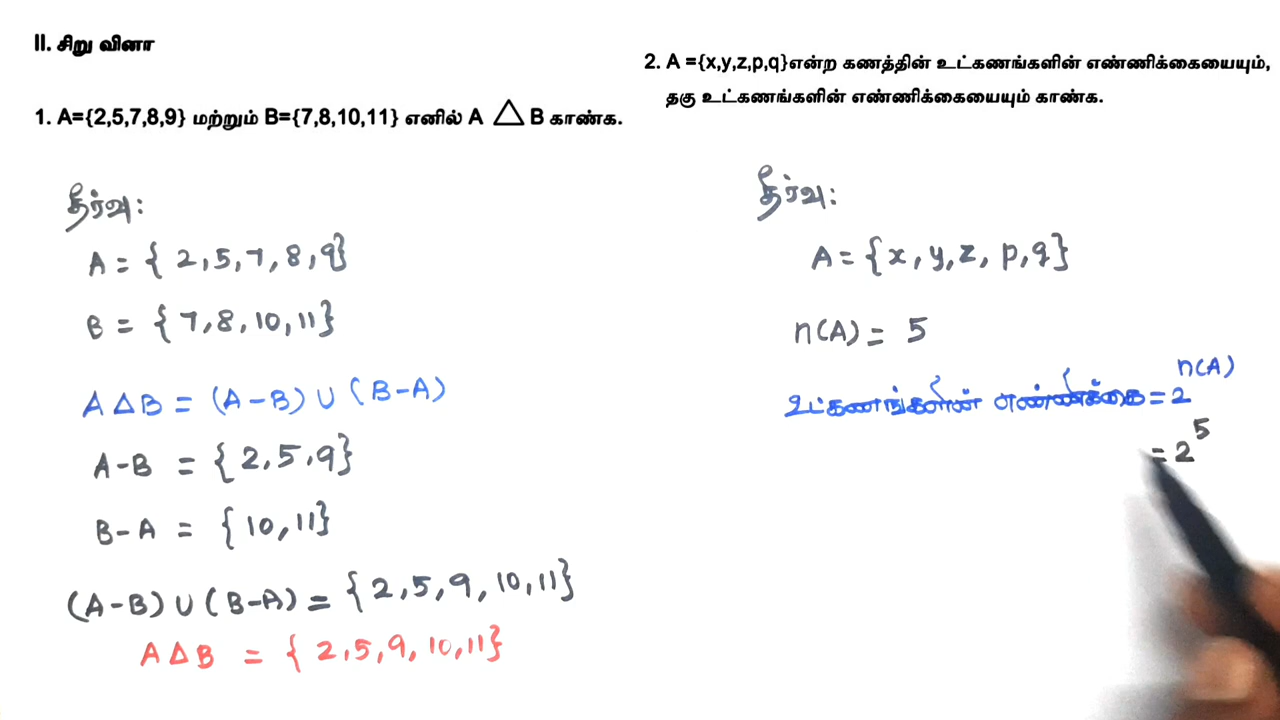 II. சிறு வினா
1. A={2,5,7,8,9} மற்றும் B={7,8,10,11} எனில் A △ B காண்க.
தீர்வு:
A = { 2,5,7,8,9}
B = { 7,8,10,11}
A Δ B = (A-B) ∪ (B-A)
A-B = {2,5,9}
B-A = {10,11}
(A-B) ∪ (B-A) = {2,5,9,10,11}
A Δ B = { 2,5,9,10,11}
2. A ={x,y,z,p,q}என்ற கணத்தின் உட்கணங்களின் எண்ணிக்கையையும்,
தகு உட்கணங்களின் எண்ணிக்கையையும் காண்க.
தீர்வு:
A = {x,y,z,p,q}
n(A) = 5
உட்கணங்களின் எண்ணிக்கை = 2^n(A)
= 2^5